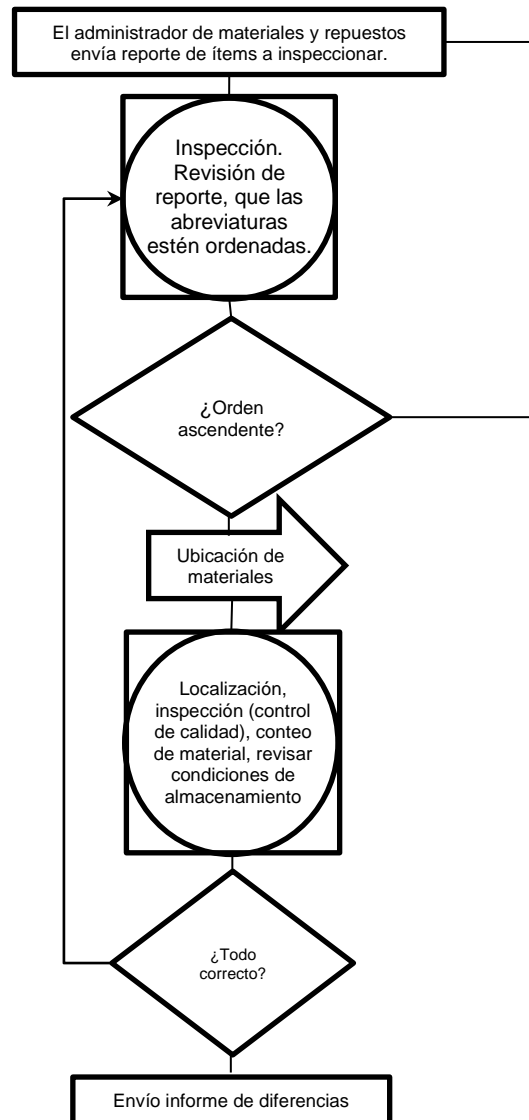 El administrador de materiales y repuestos
envía reporte de ítems a inspeccionar.
Inspección.
Revisión de
reporte, que las
abreviaturas
estén ordenadas.
¿Orden
ascendente?
Ubicación de
materiales
Localización,
inspección (control
de calidad), conteo
de material, revisar
condiciones de
almacenamiento
¿Todo
correcto?
Envío informe de diferencias